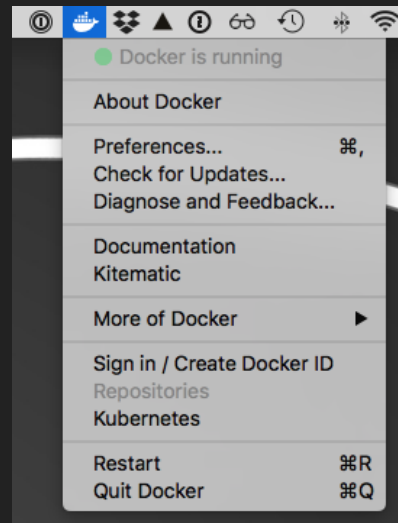 Docker is running
About Docker
Preferences... ⌘,
Check for Updates...
Diagnose and Feedback...
Documentation
Kitematic
More of Docker ▶
Sign in / Create Docker ID
Repositories
Kubernetes
Restart ⌘R
Quit Docker ⌘Q